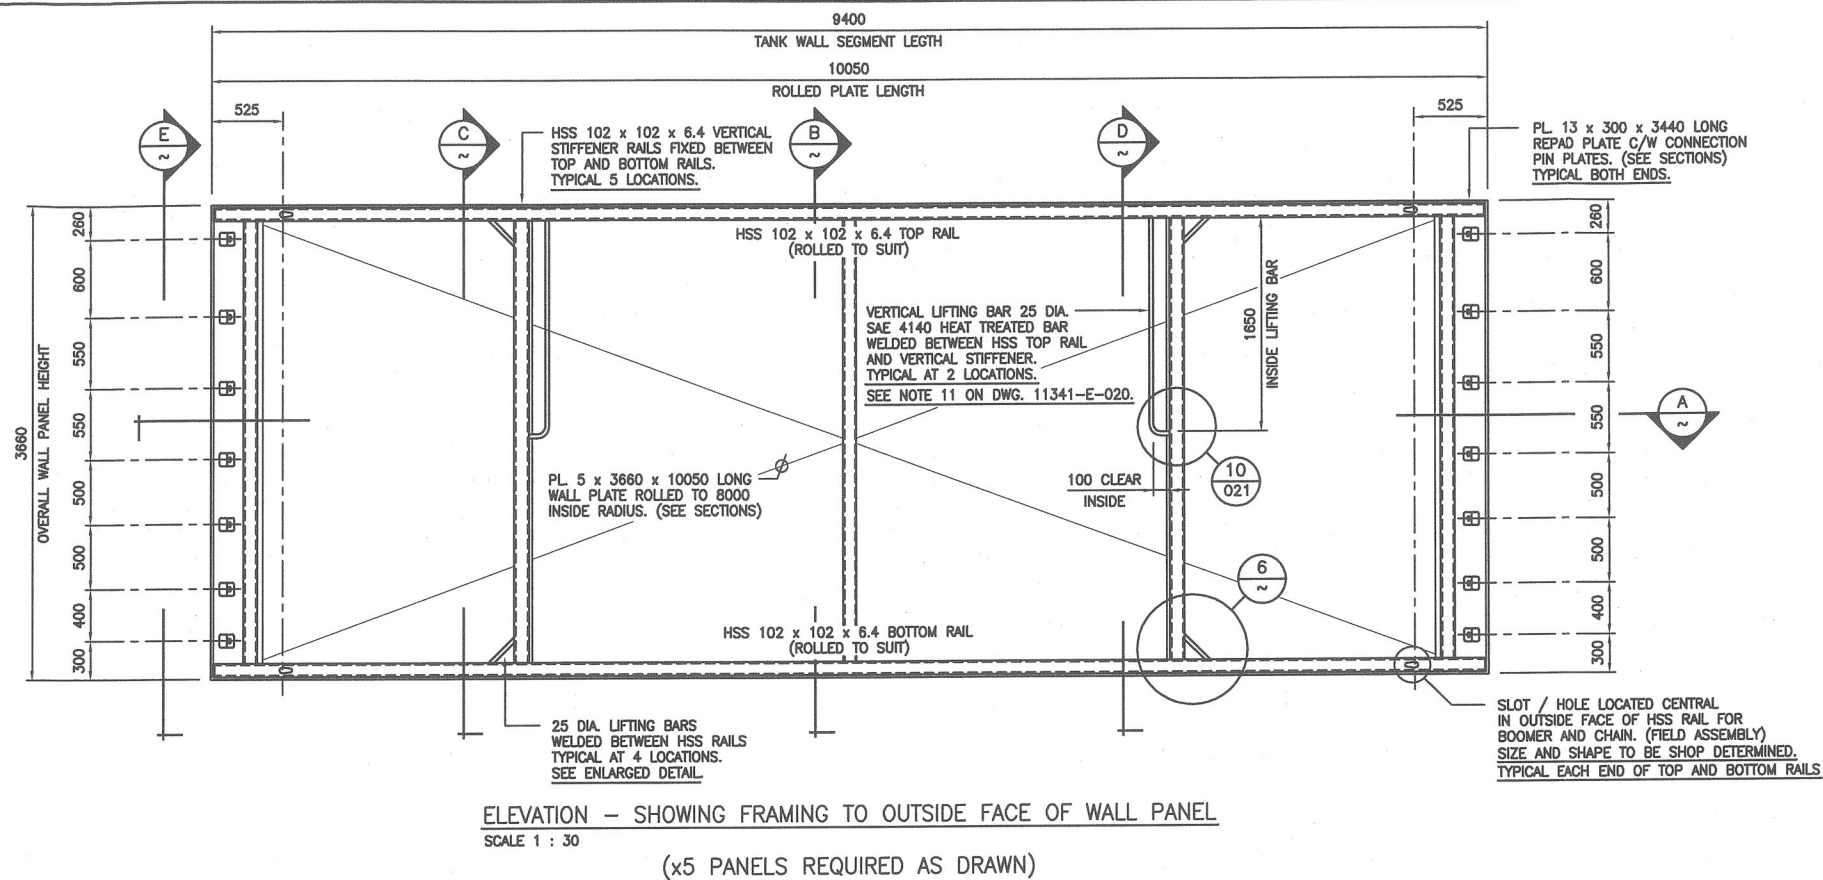 9400
TANK WALL SEGMENT LEGTH
10050
ROLLED PLATE LENGTH
525
525
E
~
C
~
B
~
D
~
HSS 102 x 102 x 6.4 VERTICAL
STIFFENER RAILS FIXED BETWEEN
TOP AND BOTTOM RAILS.
TYPICAL 5 LOCATIONS.
PL. 13 x 300 x 3440 LONG
REPAD PLATE C/W CONNECTION
PIN PLATES. (SEE SECTIONS)
TYPICAL BOTH ENDS.
HSS 102 x 102 x 6.4 TOP RAIL
(ROLLED TO SUIT)
3660
OVERALL WALL PANEL HEIGHT
260
600
550
550
500
500
400
300
VERTICAL LIFTING BAR 25 DIA.
SAE 4140 HEAT TREATED BAR
WELDED BETWEEN HSS TOP RAIL
AND VERTICAL STIFFENER.
TYPICAL AT 2 LOCATIONS.
SEE NOTE 11 ON DWG. 11341-E-020.
1650
INSIDE LIFTING BAR
260
600
550
550
500
500
400
300
A
~
PL. 5 x 3660 x 10050 LONG
WALL PLATE ROLLED TO 8000
INSIDE RADIUS. (SEE SECTIONS)
100 CLEAR
INSIDE
10
021
6
~
HSS 102 x 102 x 6.4 BOTTOM RAIL
(ROLLED TO SUIT)
25 DIA. LIFTING BARS
WELDED BETWEEN HSS RAILS
TYPICAL AT 4 LOCATIONS.
SEE ENLARGED DETAIL
SLOT / HOLE LOCATED CENTRAL
IN OUTSIDE FACE OF HSS RAIL FOR
BOOMER AND CHAIN. (FIELD ASSEMBLY)
SIZE AND SHAPE TO BE SHOP DETERMINED.
TYPICAL EACH END OF TOP AND BOTTOM RAILS
ELEVATION - SHOWING FRAMING TO OUTSIDE FACE OF WALL PANEL
SCALE 1 : 30
(x5 PANELS REQUIRED AS DRAWN)